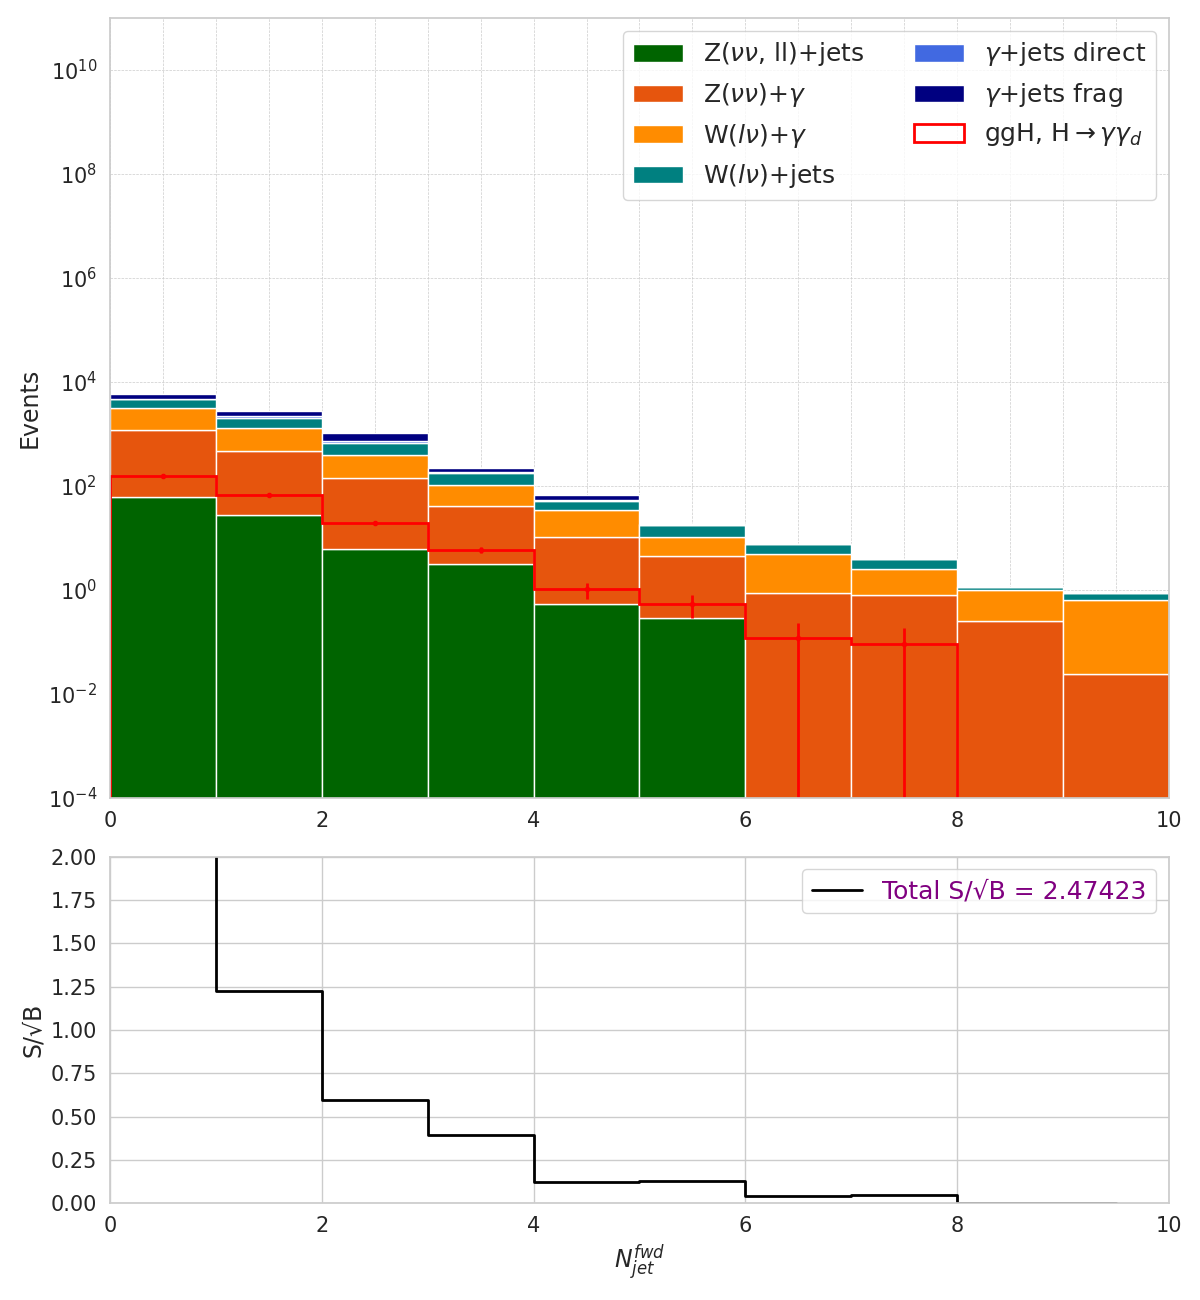 Z(νν, ll)+jets
Z(νν)+γ
W(lν)+γ
W(lν)+jets
γ+jets direct
γ+jets frag
ggH, H→γγ_d
Events
10^10
10^8
10^6
10^4
10^2
10^0
10^−2
10^−4
0 2 4 6 8 10
Total S/√B = 2.47423
S/√B
2.00
1.75
1.50
1.25
1.00
0.75
0.50
0.25
0.00
0 2 4 6 8 10
N_jet^fwd